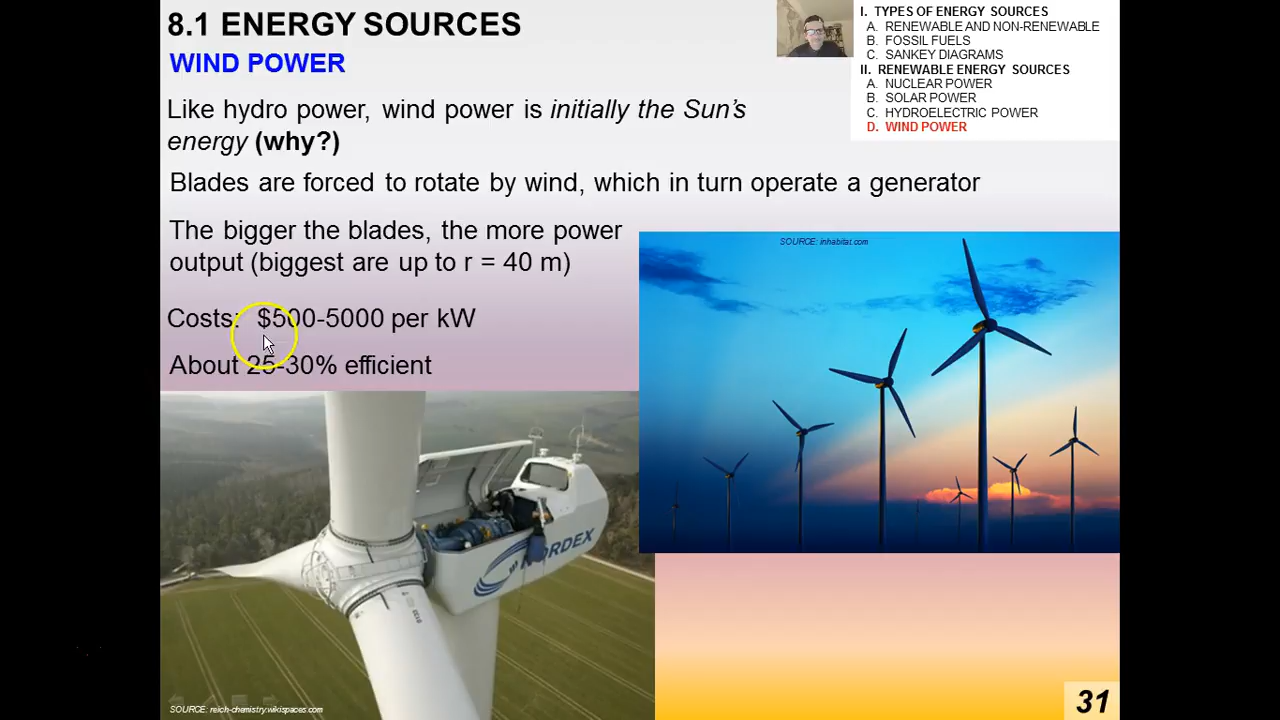 8.1 ENERGY SOURCES
WIND POWER
Like hydro power, wind power is initially the Sun's
energy (why?)
Blades are forced to rotate by wind, which in turn operate a generator
The bigger the blades, the more power
output (biggest are up to r = 40 m)
Costs: $500-5000 per kW
About 25-30% efficient
I. TYPES OF ENERGY SOURCES
A. RENEWABLE AND NON-RENEWABLE
B. FOSSIL FUELS
C. SANKEY DIAGRAMS
II. RENEWABLE ENERGY SOURCES
A. NUCLEAR POWER
B. SOLAR POWER
C. HYDROELECTRIC POWER
D. WIND POWER
SOURCE: inhabitat.com
NORDEX
SOURCE: reich-chemistry.wikispaces.com
31